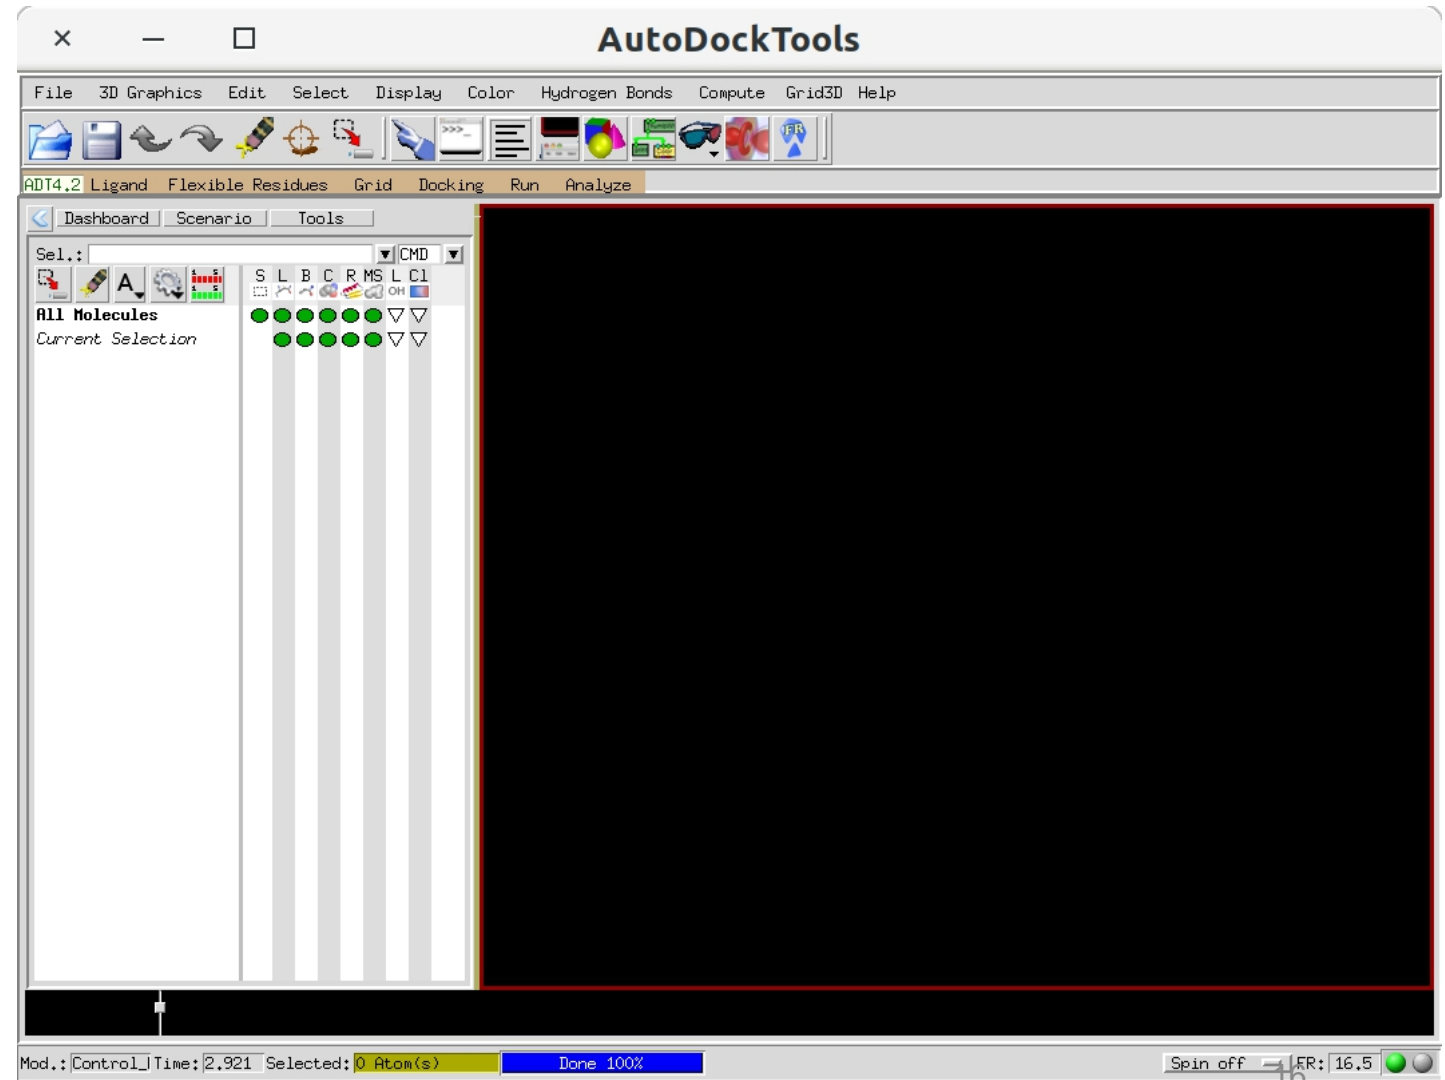 AutoDockTools
File 3D Graphics Edit Select Display Color Hydrogen Bonds Compute Grid3D Help
>>>_
FR
ADT4.2 Ligand Flexible Residues Grid Docking Run Analyze
Dashboard Scenario Tools
Sel.: CMD
A S L B C R MS L Cl
OH
All Molecules
Current Selection
Mod.: Control_ Time: 2.921 Selected: 0 Atom(s) Done 100% Spin off FR: 16.5
16